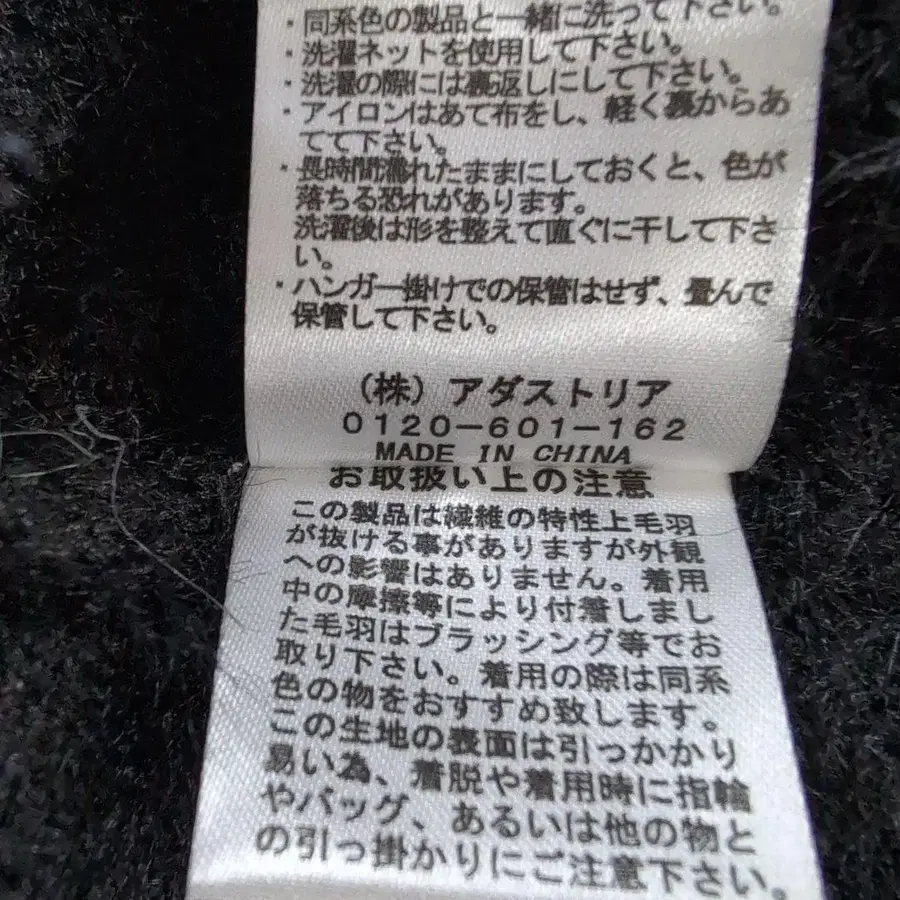 ・同系色の製品と一緒に洗って下さい。
・洗濯ネットを使用して下さい。
・洗濯の際には裏返しにして下さい。
・アイロンはあて布をし、軽く裏からあ
てて下さい。
・長時間濡れたままにしておくと、色が
落ちる恐れがあります。
洗濯後は形を整えて直ぐに干して下さ
い。
・ハンガー掛けでの保管はせず、畳んで
保管して下さい。
(株)アダストリア
0120-601-162
MADE IN CHINA
お取扱い上の注意
この製品は繊維の特性上毛羽
が抜ける事がありますが外観
への影響はありません。着用
中の摩擦等により付着しまし
た毛羽はブラッシング等でお
取り下さい。着用の際は同系
色の物をおすすめ致します。
この生地の表面は引っかかり
易い為、着脱や着用時に指輪
やバッグ、あるいは他の物と
の引っ掛かりにご注意下さい。